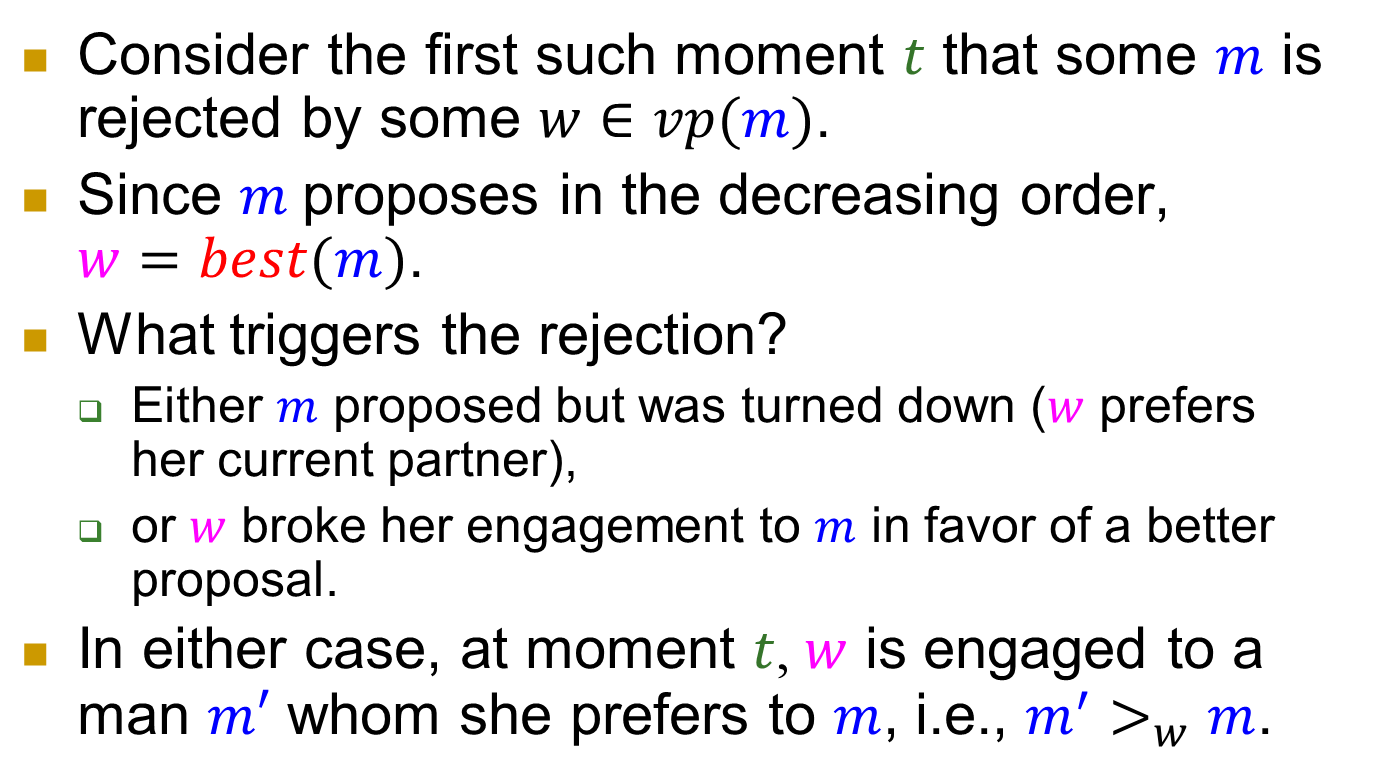 Consider the first such moment t that some m is
rejected by some w ∈ vp(m).
Since m proposes in the decreasing order,
w = best(m).
What triggers the rejection?
Either m proposed but was turned down (w prefers
her current partner),
or w broke her engagement to m in favor of a better
proposal.
In either case, at moment t, w is engaged to a
man m′ whom she prefers to m, i.e., m′ >_w m.